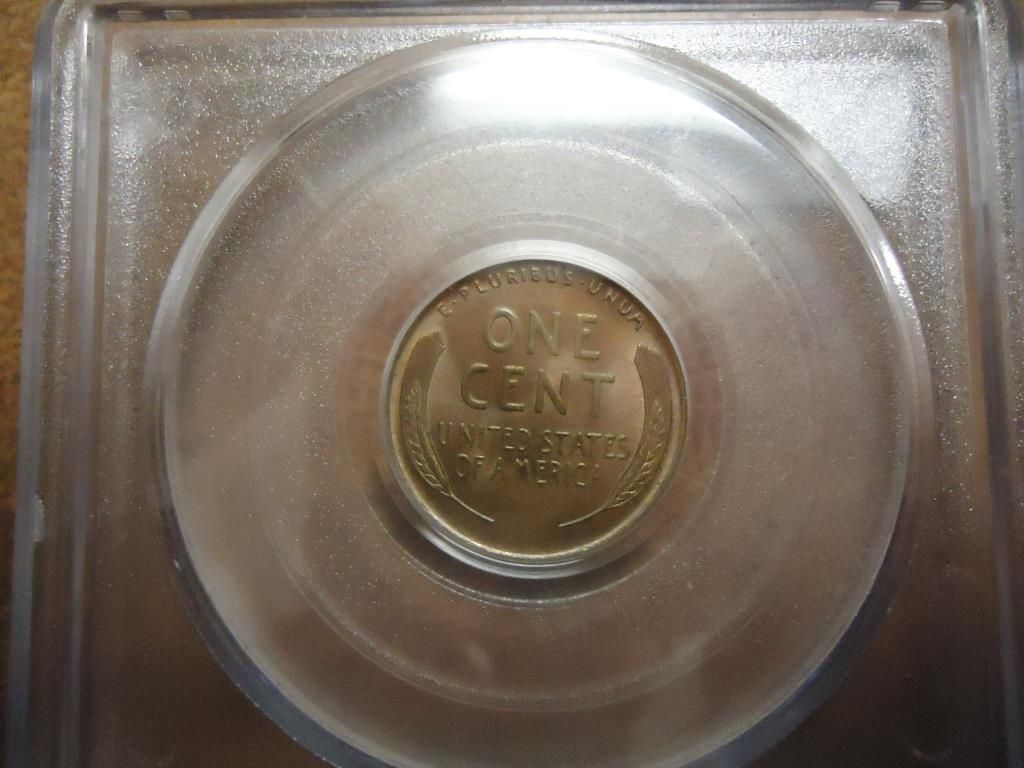 E·PLURIBUS·UNUM
ONE
CENT
UNITED STATES
OF AMERICA